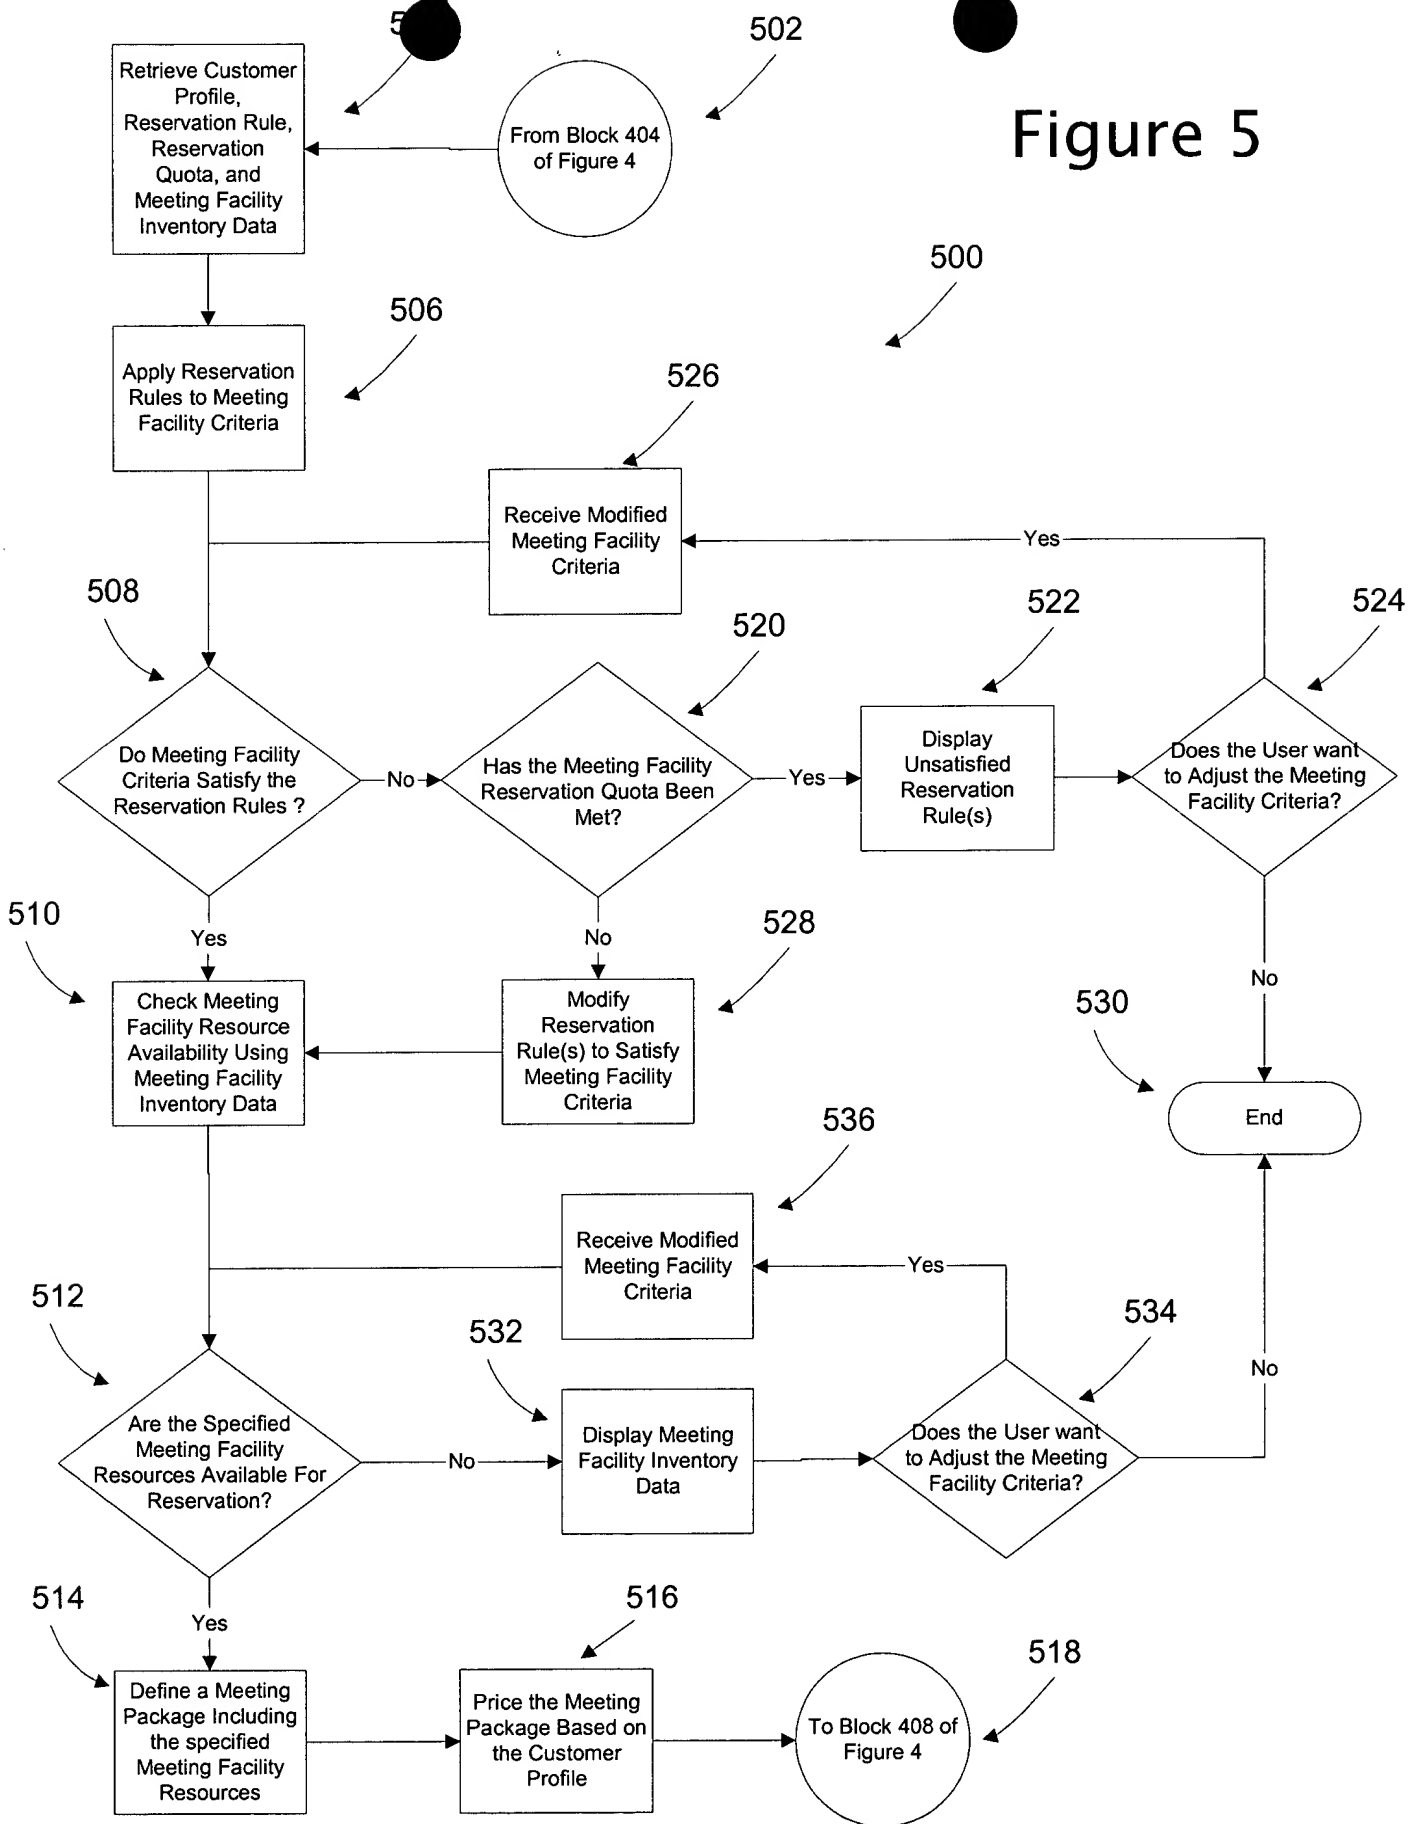 502
Figure 5
Retrieve Customer
Profile,
Reservation Rule,
Reservation
Quota, and
Meeting Facility
Inventory Data
From Block 404
of Figure 4
500
506
Apply Reservation
Rules to Meeting
Facility Criteria
526
Receive Modified
Meeting Facility
Criteria
Yes
508
520
522
524
Do Meeting Facility
Criteria Satisfy the
Reservation Rules ?
No
Has the Meeting Facility
Reservation Quota Been
Met?
Yes
Display
Unsatisfied
Reservation
Rule(s)
Does the User want
to Adjust the Meeting
Facility Criteria?
510
Yes
No
528
No
530
Check Meeting
Facility Resource
Availability Using
Meeting Facility
Inventory Data
Modify
Reservation
Rule(s) to Satisfy
Meeting Facility
Criteria
End
536
Receive Modified
Meeting Facility
Criteria
Yes
512
532
534
No
Are the Specified
Meeting Facility
Resources Available For
Reservation?
No
Display Meeting
Facility Inventory
Data
Does the User want
to Adjust the Meeting
Facility Criteria?
514
Yes
516
518
Define a Meeting
Package Including
the specified
Meeting Facility
Resources
Price the Meeting
Package Based on
the Customer
Profile
To Block 408 of
Figure 4